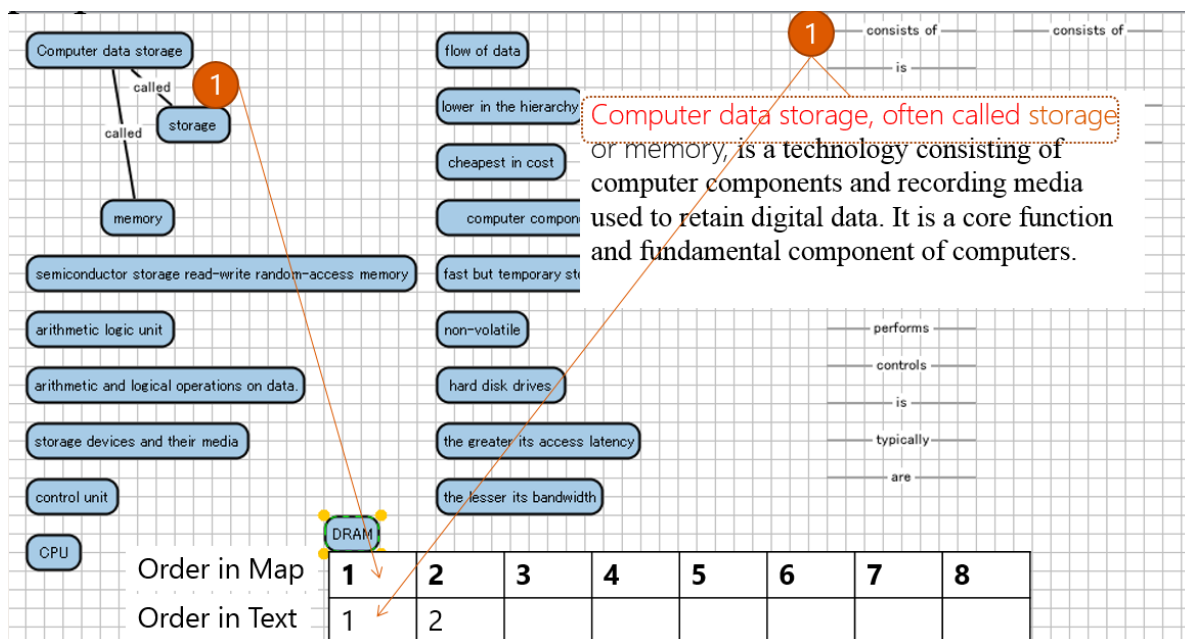 Computer data storage
called
storage
called
memory
semiconductor storage read-write random-access memory
arithmetic logic unit
arithmetic and logical operations on data.
storage devices and their media
control unit
CPU
DRAM
flow of data
lower in the hierarchy
cheapest in cost
computer
fast but temporary
non-volatile
hard disk drives
the greater its access latency
the lesser its bandwidth
1
1
consists of
consists of
is
Computer data storage, often called storage
or memory, is a technology consisting of
computer components and recording media
used to retain digital data. It is a core function
and fundamental component of computers.
performs
controls
is
typically
are
Order in Map 1 2 3 4 5 6 7 8
Order in Text 1 2